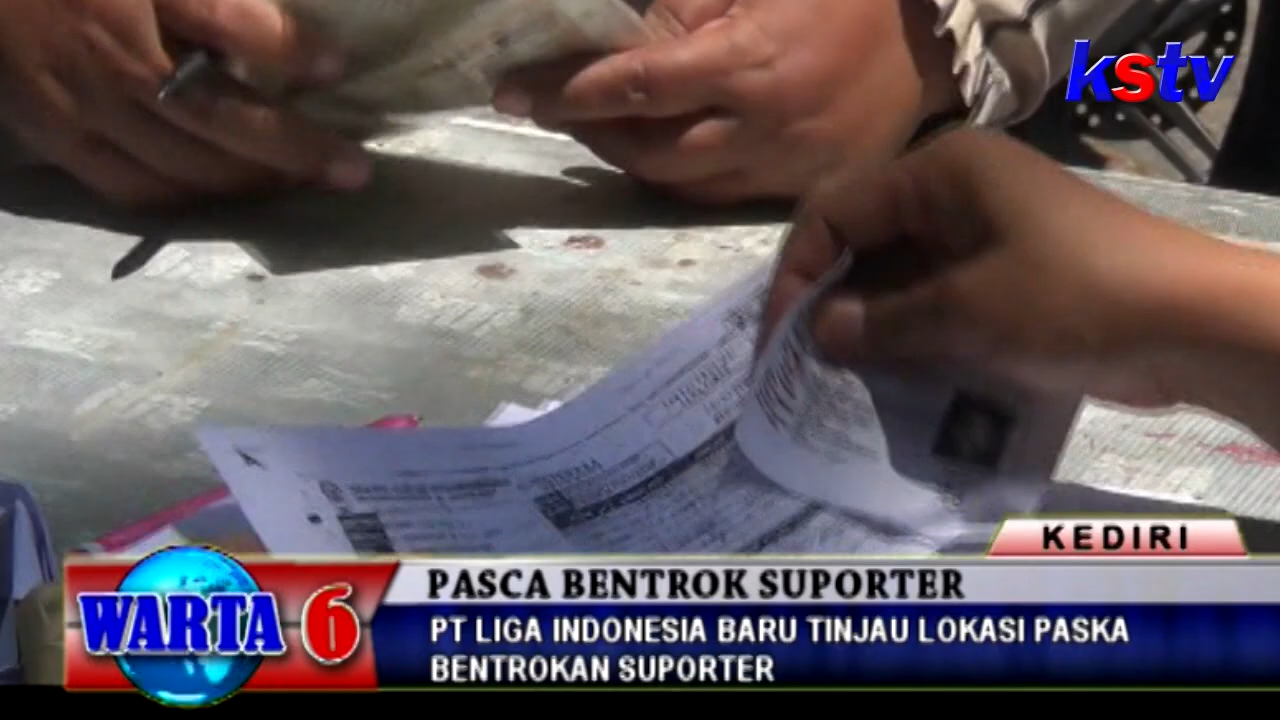 kstv
KEDIRI
WARTA 6
PASCA BENTROK SUPORTER
PT LIGA INDONESIA BARU TINJAU LOKASI PASKA
BENTROKAN SUPORTER